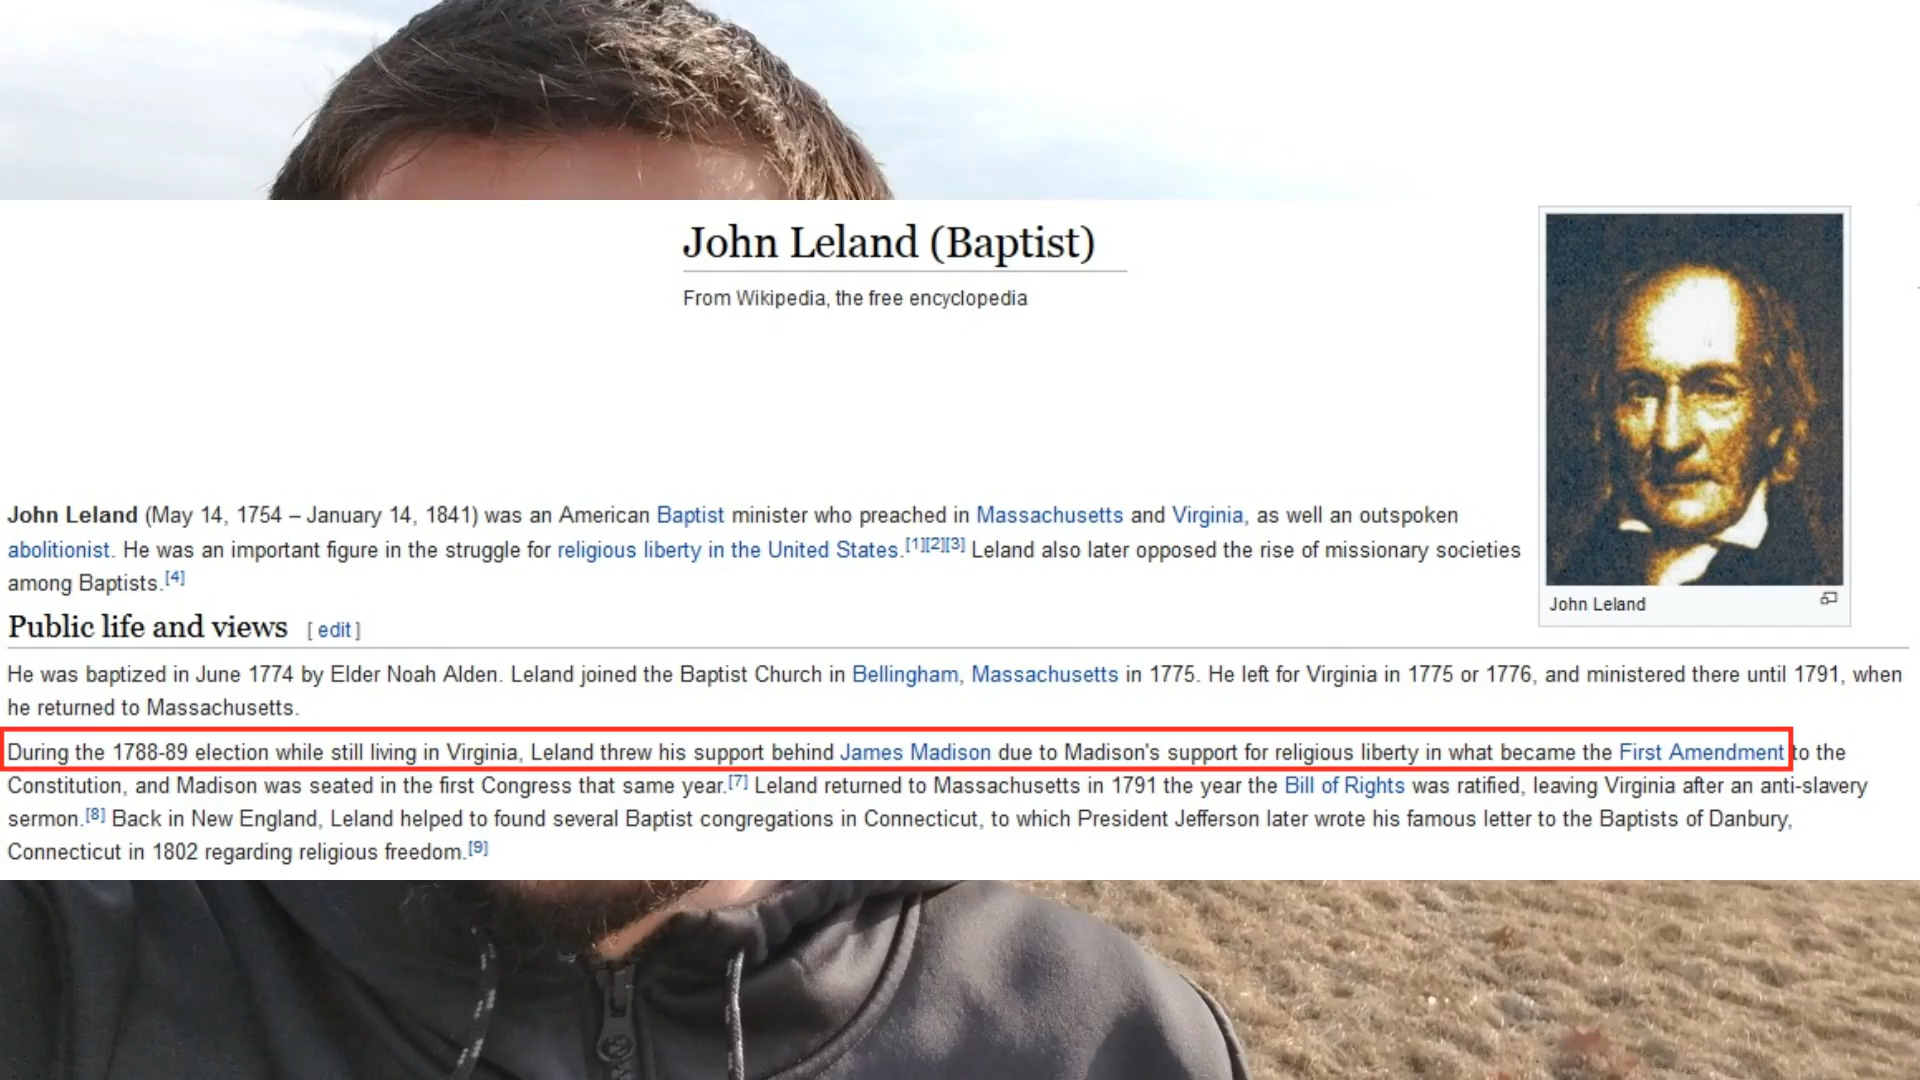 John Leland (Baptist)
From Wikipedia, the free encyclopedia
John Leland
John Leland (May 14, 1754 – January 14, 1841) was an American Baptist minister who preached in Massachusetts and Virginia, as well an outspoken
abolitionist. He was an important figure in the struggle for religious liberty in the United States.[1][2][3] Leland also later opposed the rise of missionary societies
among Baptists.[4]
Public life and views [ edit ]
He was baptized in June 1774 by Elder Noah Alden. Leland joined the Baptist Church in Bellingham, Massachusetts in 1775. He left for Virginia in 1775 or 1776, and ministered there until 1791, when
he returned to Massachusetts.
During the 1788-89 election while still living in Virginia, Leland threw his support behind James Madison due to Madison's support for religious liberty in what became the First Amendment to the
Constitution, and Madison was seated in the first Congress that same year.[7] Leland returned to Massachusetts in 1791 the year the Bill of Rights was ratified, leaving Virginia after an anti-slavery
sermon.[8] Back in New England, Leland helped to found several Baptist congregations in Connecticut, to which President Jefferson later wrote his famous letter to the Baptists of Danbury,
Connecticut in 1802 regarding religious freedom.[9]